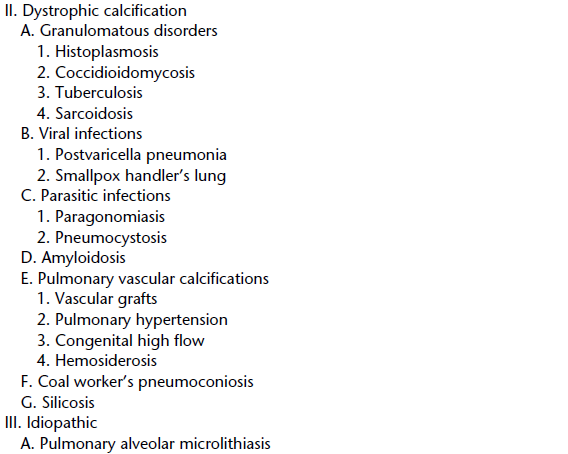 II. Dystrophic calcification
A. Granulomatous disorders
1. Histoplasmosis
2. Coccidioidomycosis
3. Tuberculosis
4. Sarcoidosis
B. Viral infections
1. Postvaricella pneumonia
2. Smallpox handler’s lung
C. Parasitic infections
1. Paragonomiasis
2. Pneumocystosis
D. Amyloidosis
E. Pulmonary vascular calcifications
1. Vascular grafts
2. Pulmonary hypertension
3. Congenital high flow
4. Hemosiderosis
F. Coal worker’s pneumoconiosis
G. Silicosis
III. Idiopathic
A. Pulmonary alveolar microlithiasis